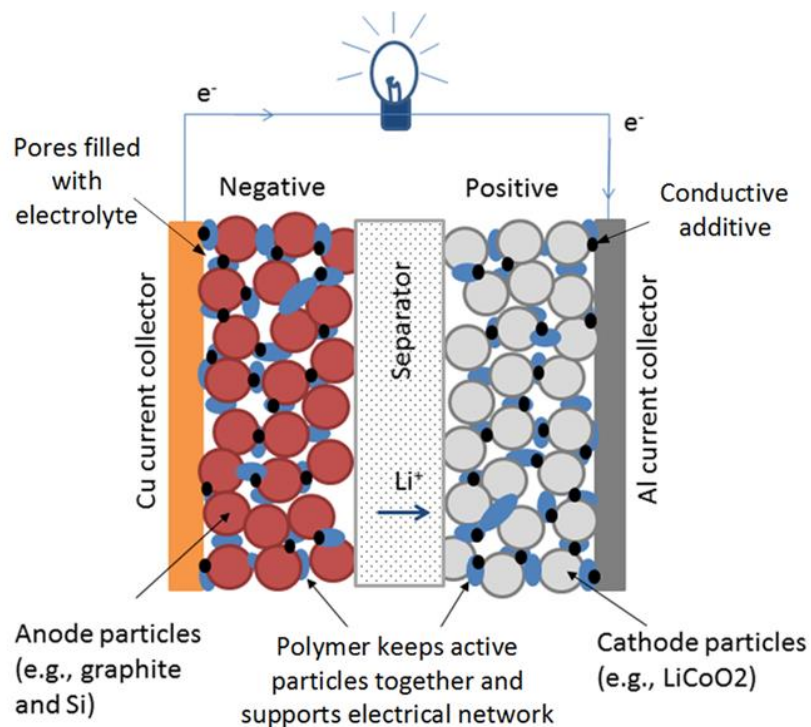 e⁻
e⁻
Pores filled
with
electrolyte
Negative
Positive
Conductive
additive
Cu current collector
Separator
Al current collector
Li⁺
Anode particles
(e.g., graphite
and Si)
Polymer keeps active
particles together and
supports electrical network
Cathode particles
(e.g., LiCoO2)